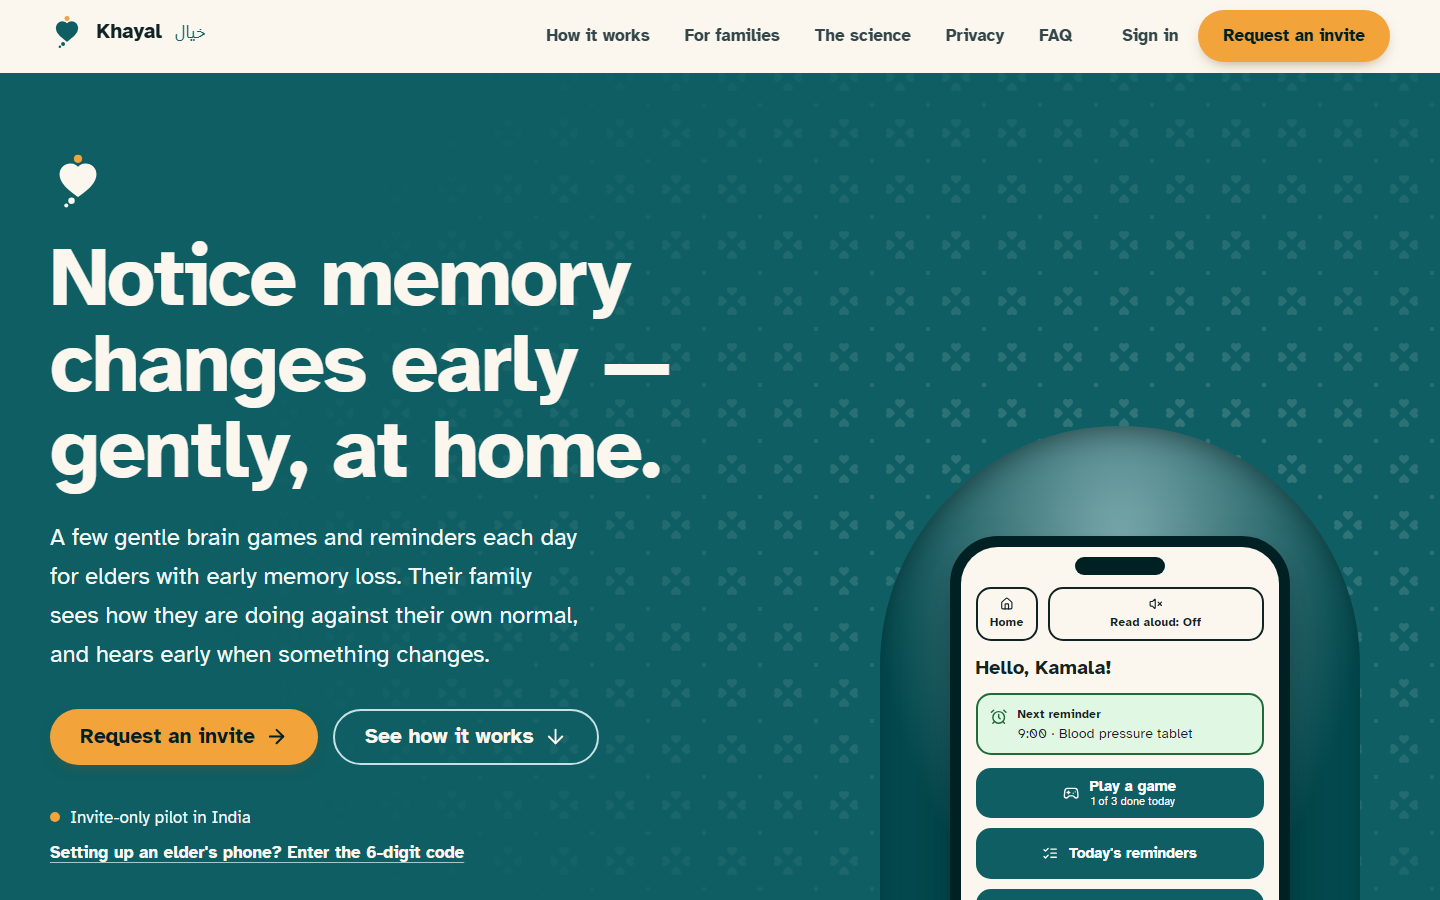 Khayal خیال
How it works
For families
The science
Privacy
FAQ
Sign in
Request an invite
Notice memory
changes early —
gently, at home.
A few gentle brain games and reminders each day
for elders with early memory loss. Their family
sees how they are doing against their own normal,
and hears early when something changes.
Request an invite
See how it works
Invite-only pilot in India
Setting up an elder's phone? Enter the 6-digit code
Home
Read aloud: Off
Hello, Kamala!
Next reminder
9:00 · Blood pressure tablet
Play a game
1 of 3 done today
Today's reminders